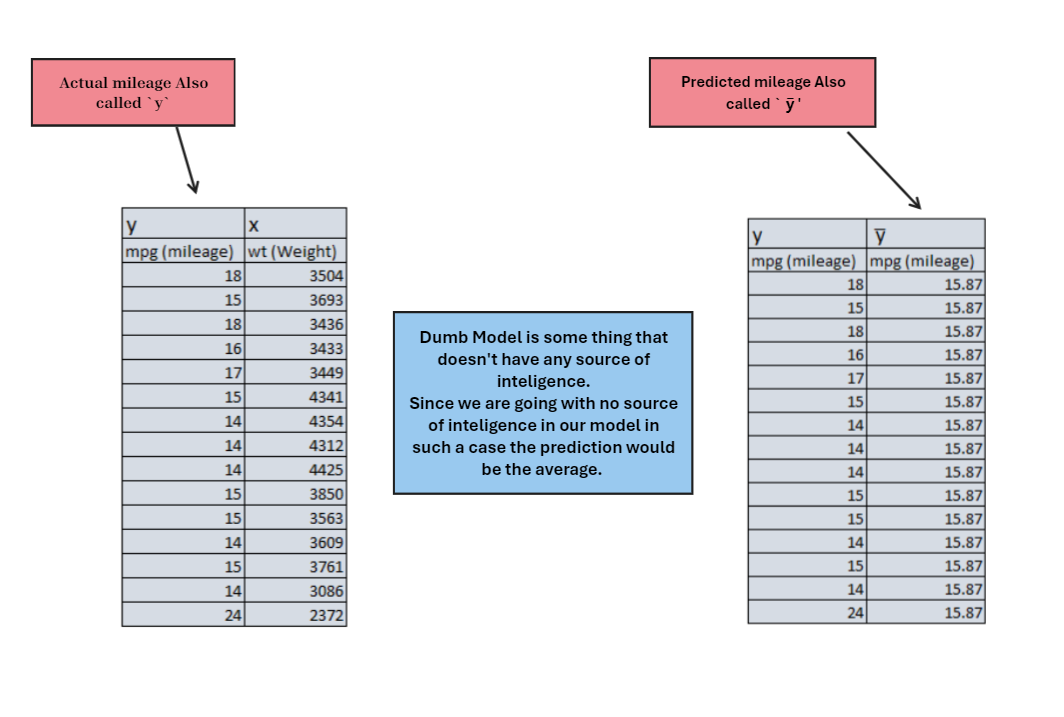 Actual mileage Also
called `y`
Predicted mileage Also
called ` ȳ '
y x
mpg (mileage) wt (Weight)
18 3504
15 3693
18 3436
16 3433
17 3449
15 4341
14 4354
14 4312
14 4425
15 3850
15 3563
14 3609
15 3761
14 3086
24 2372
Dumb Model is some thing that
doesn't have any source of
inteligence.
Since we are going with no source
of inteligence in our model in
such a case the prediction would
be the average.
y ȳ
mpg (mileage) mpg (mileage)
18 15.87
15 15.87
18 15.87
16 15.87
17 15.87
15 15.87
14 15.87
14 15.87
14 15.87
15 15.87
15 15.87
14 15.87
15 15.87
14 15.87
24 15.87